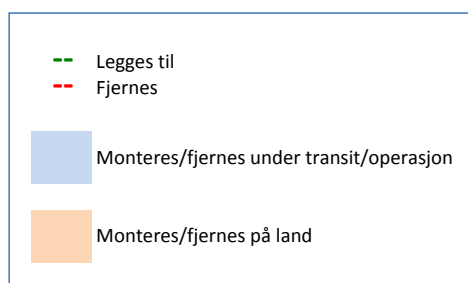 Legges til
Fjernes
Monteres/fjernes under transit/operasjon
Monteres/fjernes på land